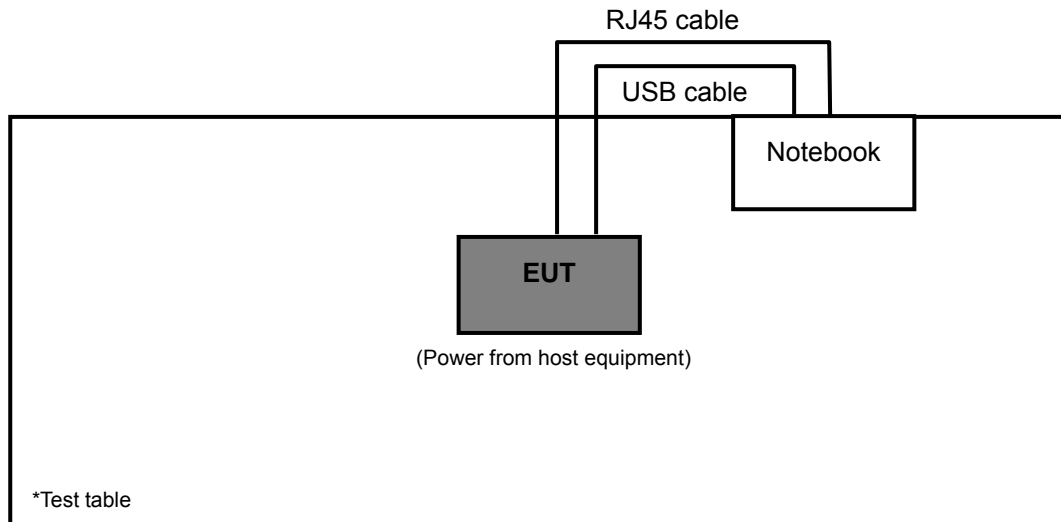 RJ45 cable
USB cable
Notebook
EUT
(Power from host equipment)
*Test table